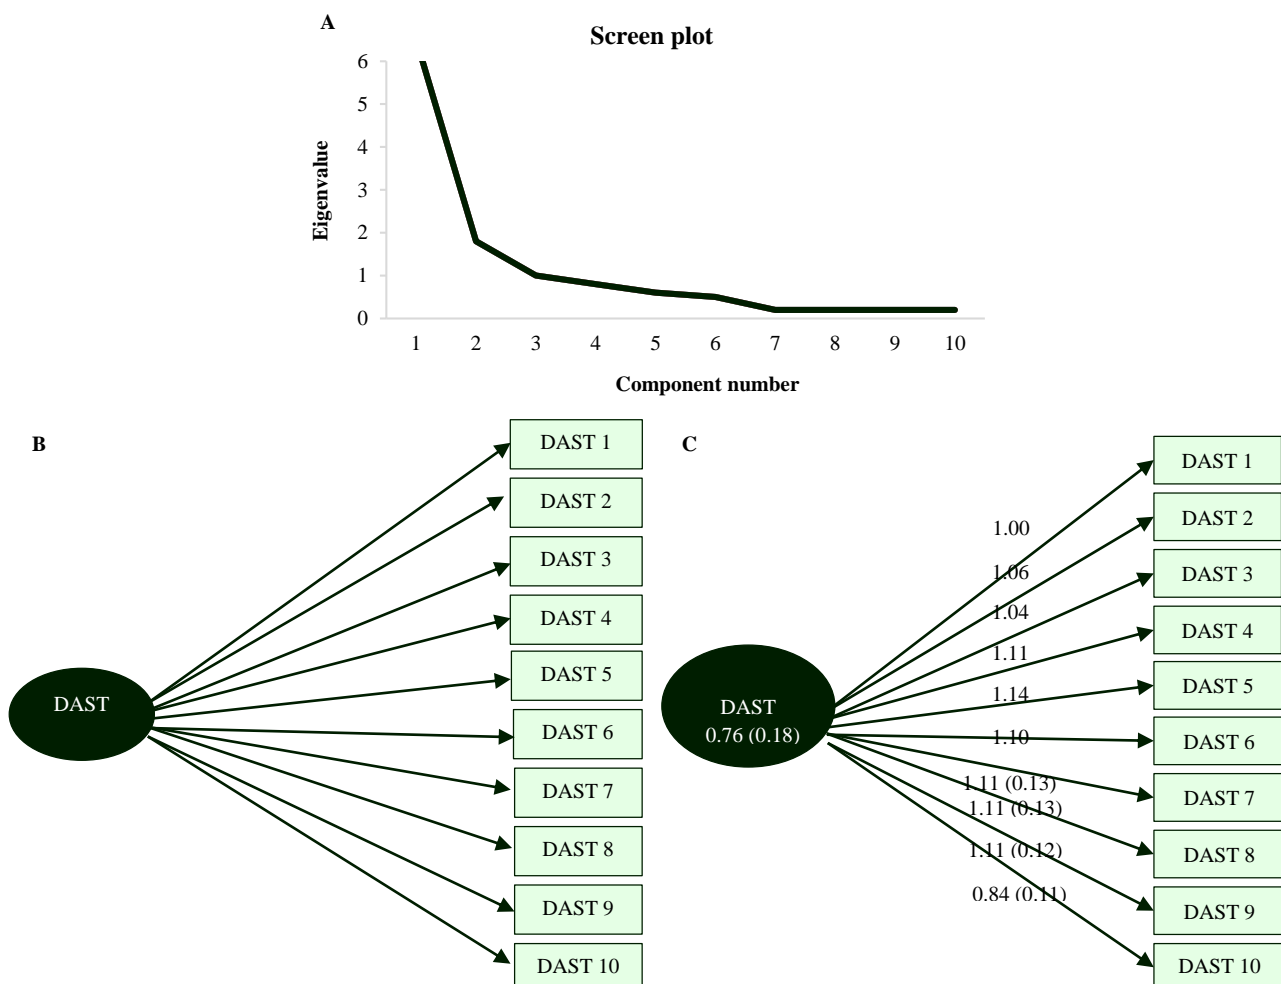 A
Screen plot
Eigenvalue
6
5
4
3
2
1
0
1 2 3 4 5 6 7 8 9 10
Component number
B
DAST
DAST 1
DAST 2
DAST 3
DAST 4
DAST 5
DAST 6
DAST 7
DAST 8
DAST 9
DAST 10
C
DAST
0.76 (0.18)
1.00
1.06
1.04
1.11
1.14
1.10
1.11 (0.13)
1.11 (0.13)
1.11 (0.12)
0.84 (0.11)
DAST 1
DAST 2
DAST 3
DAST 4
DAST 5
DAST 6
DAST 7
DAST 8
DAST 9
DAST 10